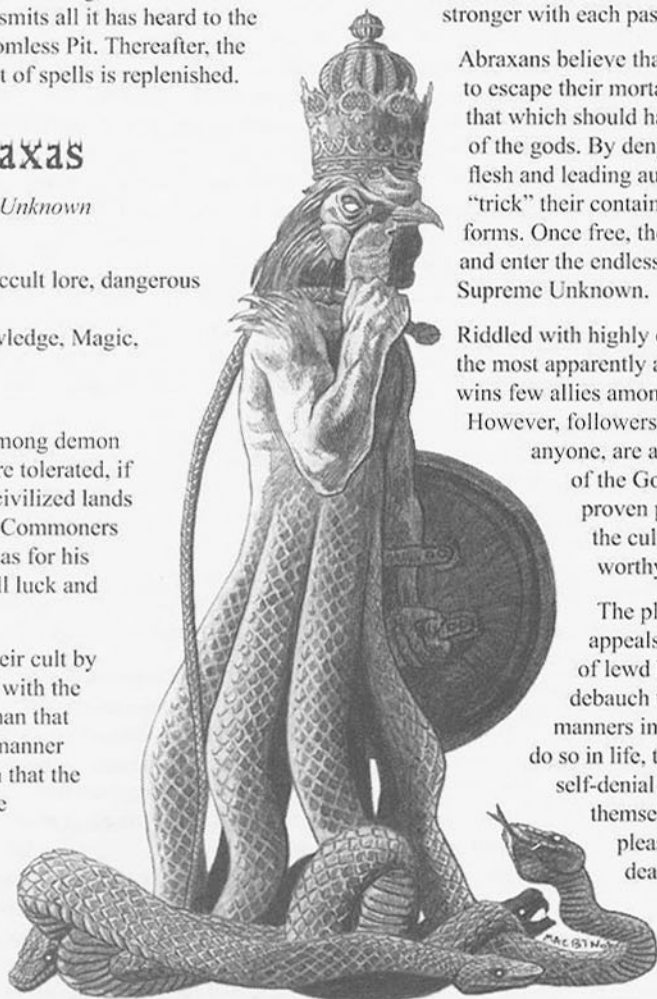 smits all it has heard to the
omless Pit. Thereafter, the
t of spells is replenished.
axas
Unknown
ccult lore, dangerous
vledge, Magic,
mong demon
re tolerated, if
civilized lands
Commoners
as for his
ll luck and
eir cult by
with the
han that
manner
n that the
e
stronger with each pas
Abraxans believe tha
to escape their morta
that which should ha
of the gods. By den
flesh and leading au
“trick” their contain
forms. Once free, the
and enter the endless
Supreme Unknown.
Riddled with highly
the most apparently a
wins few allies amon
However, followers
anyone, are a
of the Go
proven p
the cul
worthy
The pl
appeals
of lewd
debauch
manners in
do so in life, t
self-denial
themse
pleas
dea